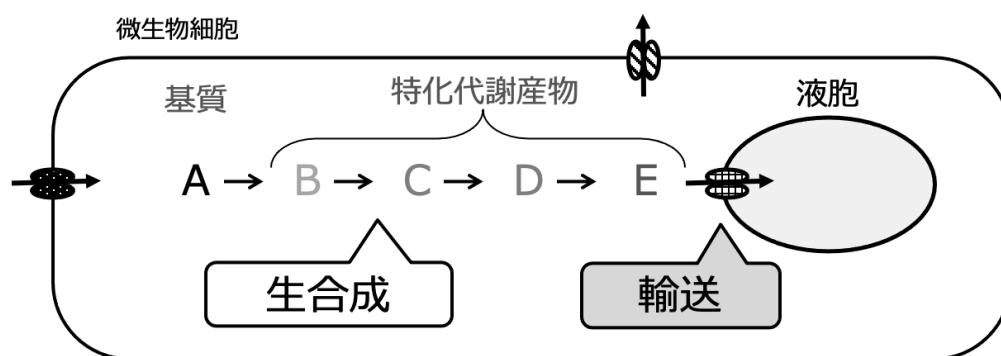 微生物細胞
基質
特化代謝産物
液胞
A → B → C → D → E
生合成
輸送